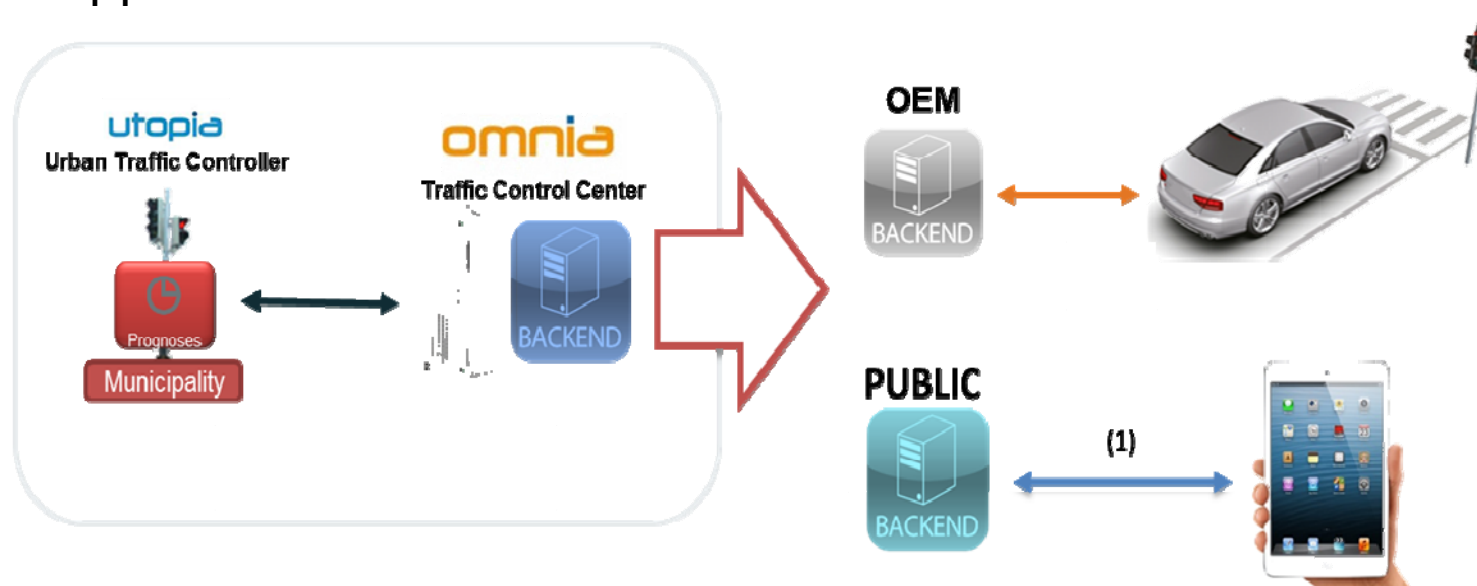 utopia
Urban Traffic Controller
Prognoses
Municipality
omnia
Traffic Control Center
BACKEND
OEM
BACKEND
PUBLIC
BACKEND
(1)